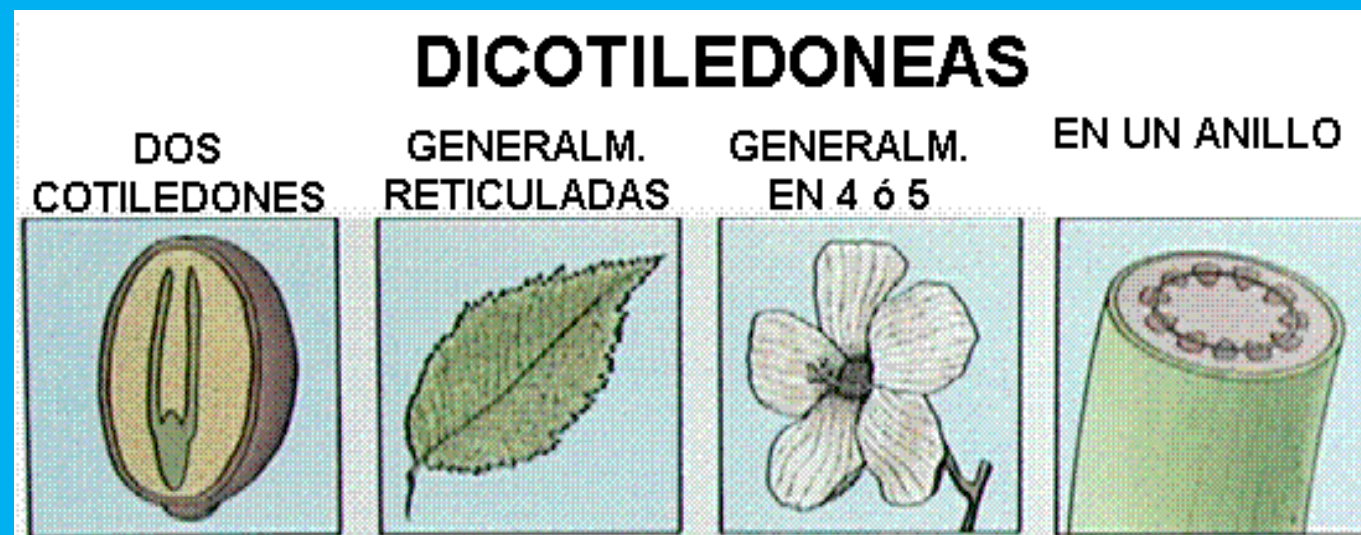 DICOTILEDONEAS
DOS
COTILEDONES
GENERALM.
RETICULADAS
GENERALM.
EN 4 ó 5
EN UN ANILLO